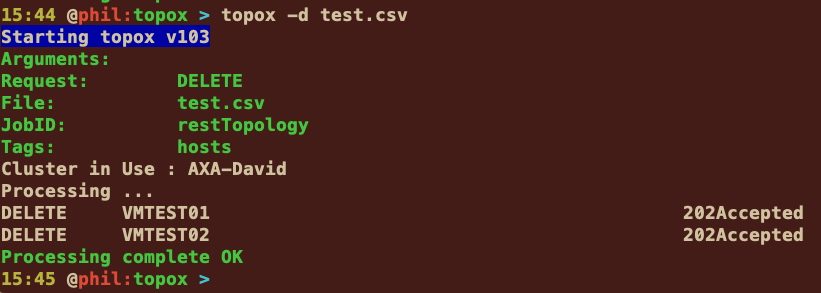 15:44 @phil:topox > topox -d test.csv
Starting topox v103
Arguments:
Request: DELETE
File: test.csv
JobID: restTopology
Tags: hosts
Cluster in Use : AXA-David
Processing ...
DELETE VMTEST01 202Accepted
DELETE VMTEST02 202Accepted
Processing complete OK
15:45 @phil:topox >